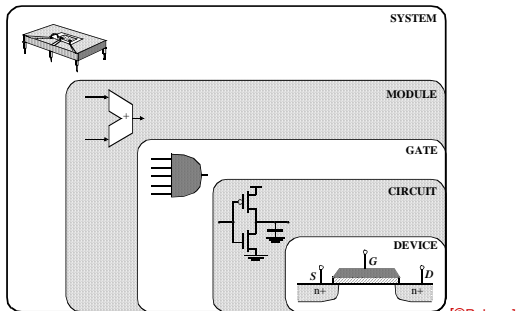 SYSTEM
MODULE
+
GATE
CIRCUIT
DEVICE
G
S
D
n+
n+